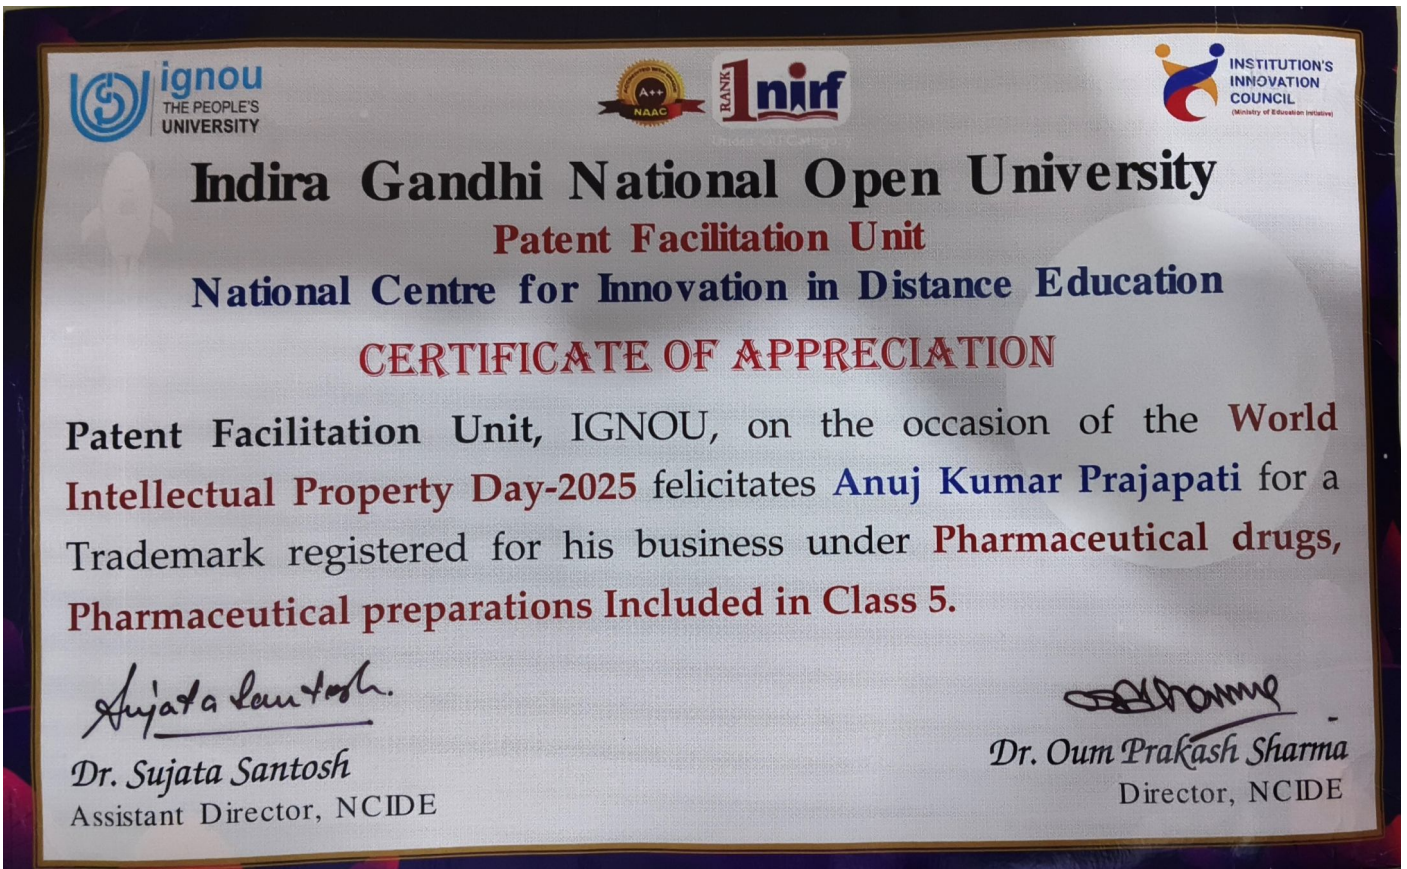 ignou
THE PEOPLE'S
UNIVERSITY
ACCREDITED WITH GRADE
A++
NAAC
RANK
1 nirf
INSTITUTION'S
INNOVATION
COUNCIL
(Ministry of Education Initiative)
Indira Gandhi National Open University
Patent Facilitation Unit
National Centre for Innovation in Distance Education
CERTIFICATE OF APPRECIATION
Patent Facilitation Unit, IGNOU, on the occasion of the World
Intellectual Property Day-2025 felicitates Anuj Kumar Prajapati for a
Trademark registered for his business under Pharmaceutical drugs,
Pharmaceutical preparations Included in Class 5.
Sujata Santosh.
Dr. Sujata Santosh
Assistant Director, NCIDE
Dr. Oum Prakash Sharma
Director, NCIDE